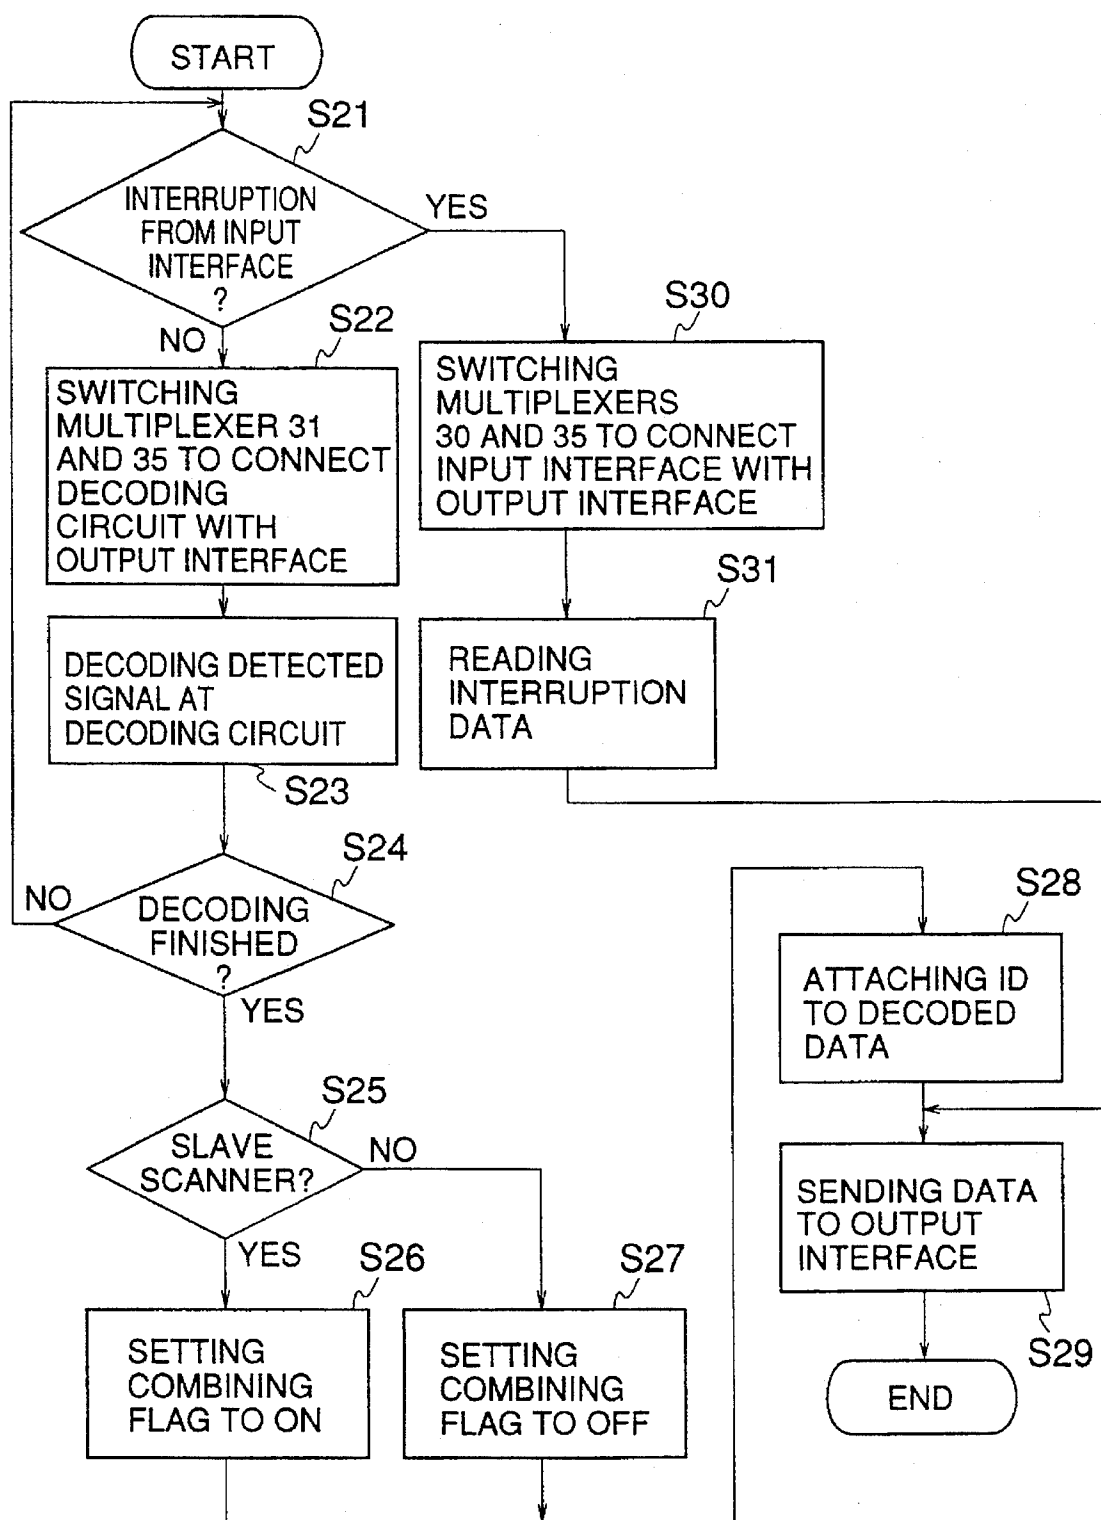 START
S21
INTERRUPTION
FROM INPUT
INTERFACE
?
YES
NO
S22
SWITCHING
MULTIPLEXER 31
AND 35 TO CONNECT
DECODING
CIRCUIT WITH
OUTPUT INTERFACE
S30
SWITCHING
MULTIPLEXERS
30 AND 35 TO CONNECT
INPUT INTERFACE WITH
OUTPUT INTERFACE
DECODING DETECTED
SIGNAL AT
DECODING CIRCUIT
S23
S31
READING
INTERRUPTION
DATA
S24
NO
DECODING
FINISHED
?
YES
S25
SLAVE
SCANNER?
NO
YES
S26
SETTING
COMBINING
FLAG TO ON
S27
SETTING
COMBINING
FLAG TO OFF
S28
ATTACHING ID
TO DECODED
DATA
SENDING DATA
TO OUTPUT
INTERFACE
S29
END